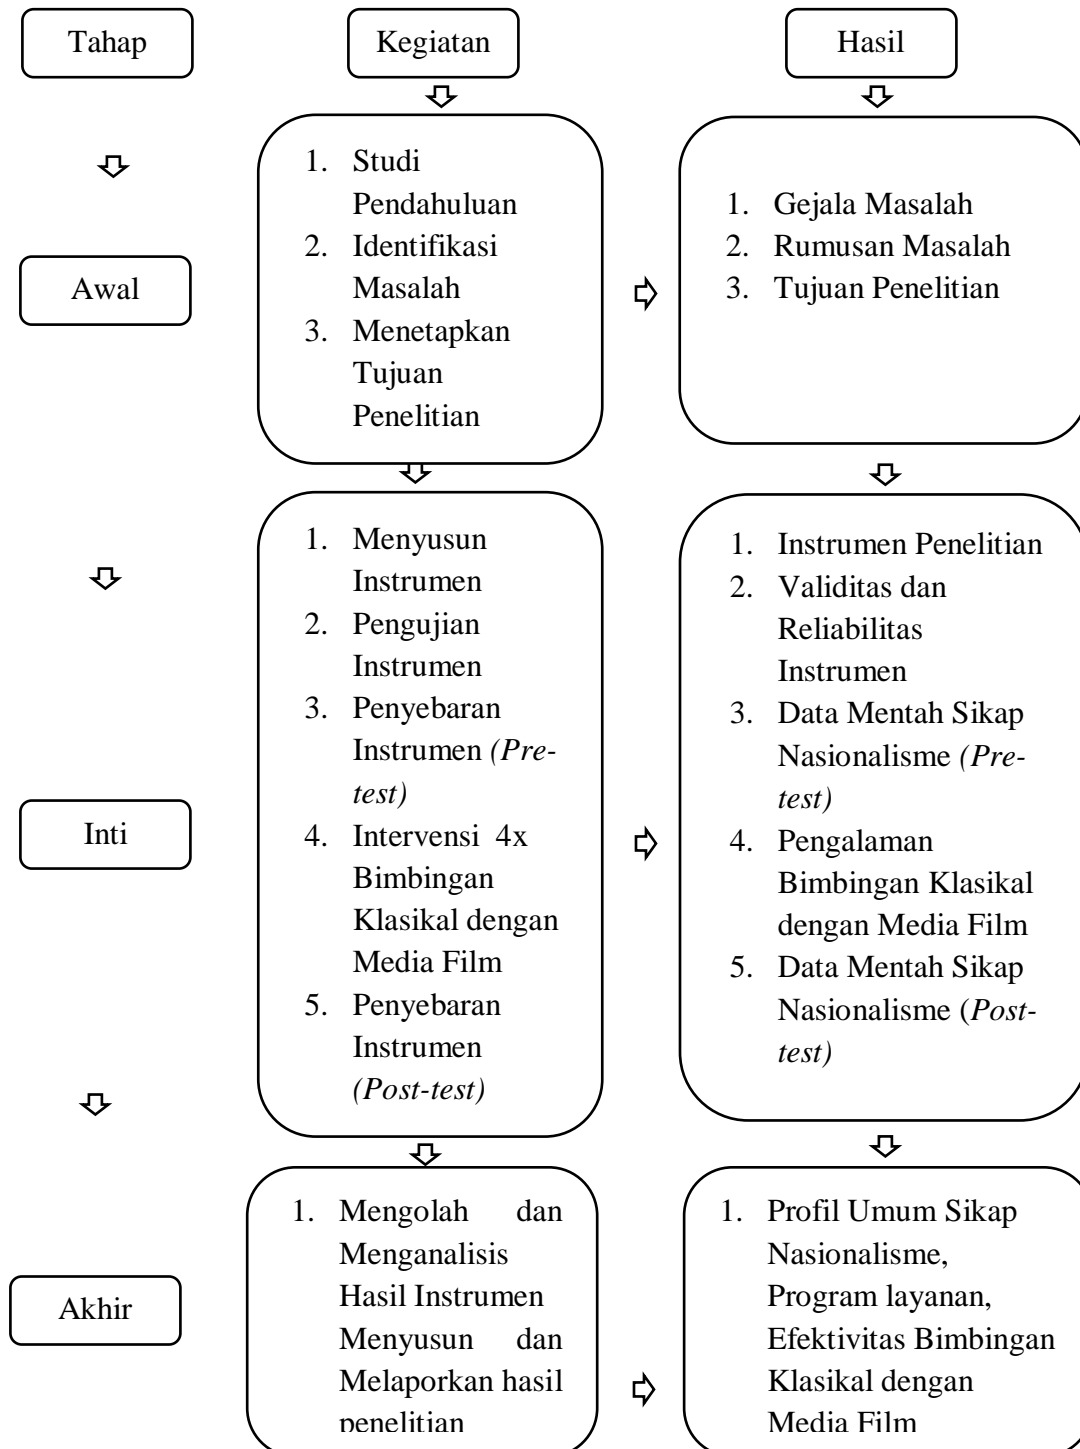 Tahap
Kegiatan
Hasil
Awal
1. Studi
Pendahuluan
2. Identifikasi
Masalah
3. Menetapkan
Tujuan
Penelitian
1. Gejala Masalah
2. Rumusan Masalah
3. Tujuan Penelitian
Inti
1. Menyusun
Instrumen
2. Pengujian
Instrumen
3. Penyebaran
Instrumen (Pre-
test)
4. Intervensi 4x
Bimbingan
Klasikal dengan
Media Film
5. Penyebaran
Instrumen
(Post-test)
1. Instrumen Penelitian
2. Validitas dan
Reliabilitas
Instrumen
3. Data Mentah Sikap
Nasionalisme (Pre-
test)
4. Pengalaman
Bimbingan Klasikal
dengan Media Film
5. Data Mentah Sikap
Nasionalisme (Post-
test)
Akhir
1. Mengolah dan
Menganalisis
Hasil Instrumen
Menyusun dan
Melaporkan hasil
penelitian
1. Profil Umum Sikap
Nasionalisme,
Program layanan,
Efektivitas Bimbingan
Klasikal dengan
Media Film